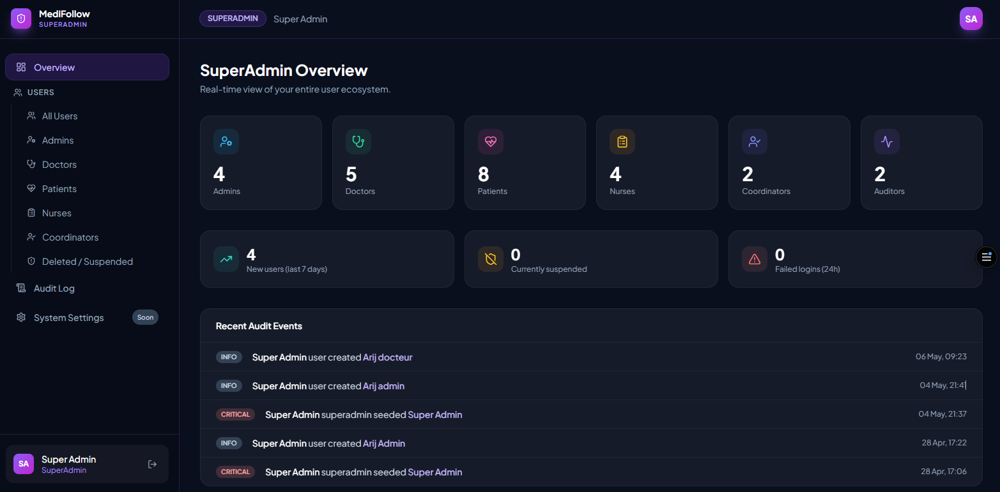 MediFollow
SUPERADMIN
SUPERADMIN Super Admin
SA
Overview
USERS
All Users
Admins
Doctors
Patients
Nurses
Coordinators
Deleted / Suspended
Audit Log
System Settings Soon
SA Super Admin
SuperAdmin
SuperAdmin Overview
Real-time view of your entire user ecosystem.
4
Admins
5
Doctors
8
Patients
4
Nurses
2
Coordinators
2
Auditors
4
New users (last 7 days)
0
Currently suspended
0
Failed logins (24h)
Recent Audit Events
INFO Super Admin user created Arij docteur 06 May, 09:23
INFO Super Admin user created Arij admin 04 May, 21:41
CRITICAL Super Admin superadmin seeded Super Admin 04 May, 21:37
INFO Super Admin user created Arij Admin 28 Apr, 17:22
CRITICAL Super Admin superadmin seeded Super Admin 28 Apr, 17:06